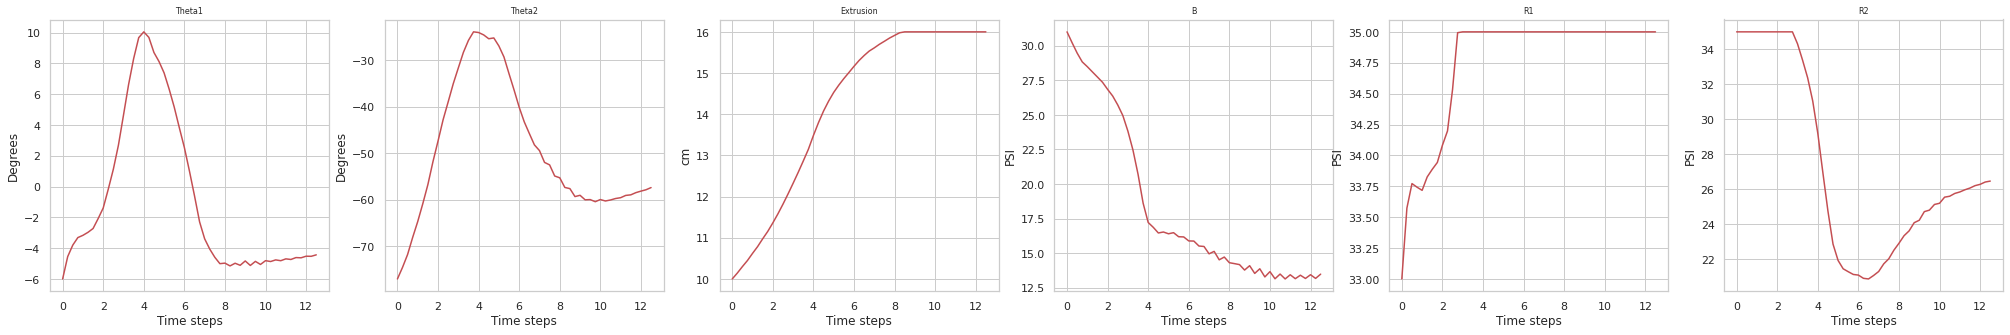 Theta1
10
8
6
4
2
0
−2
−4
−6
Degrees
0 2 4 6 8 10 12
Time steps
Theta2
−30
−40
−50
−60
−70
Degrees
0 2 4 6 8 10 12
Time steps
Extrusion
16
15
14
13
12
11
10
cm
0 2 4 6 8 10 12
Time steps
B
30.0
27.5
25.0
22.5
20.0
17.5
15.0
12.5
PSI
0 2 4 6 8 10 12
Time steps
R1
35.00
34.75
34.50
34.25
34.00
33.75
33.50
33.25
33.00
PSI
0 2 4 6 8 10 12
Time steps
R2
34
32
30
28
26
24
22
PSI
0 2 4 6 8 10 12
Time steps